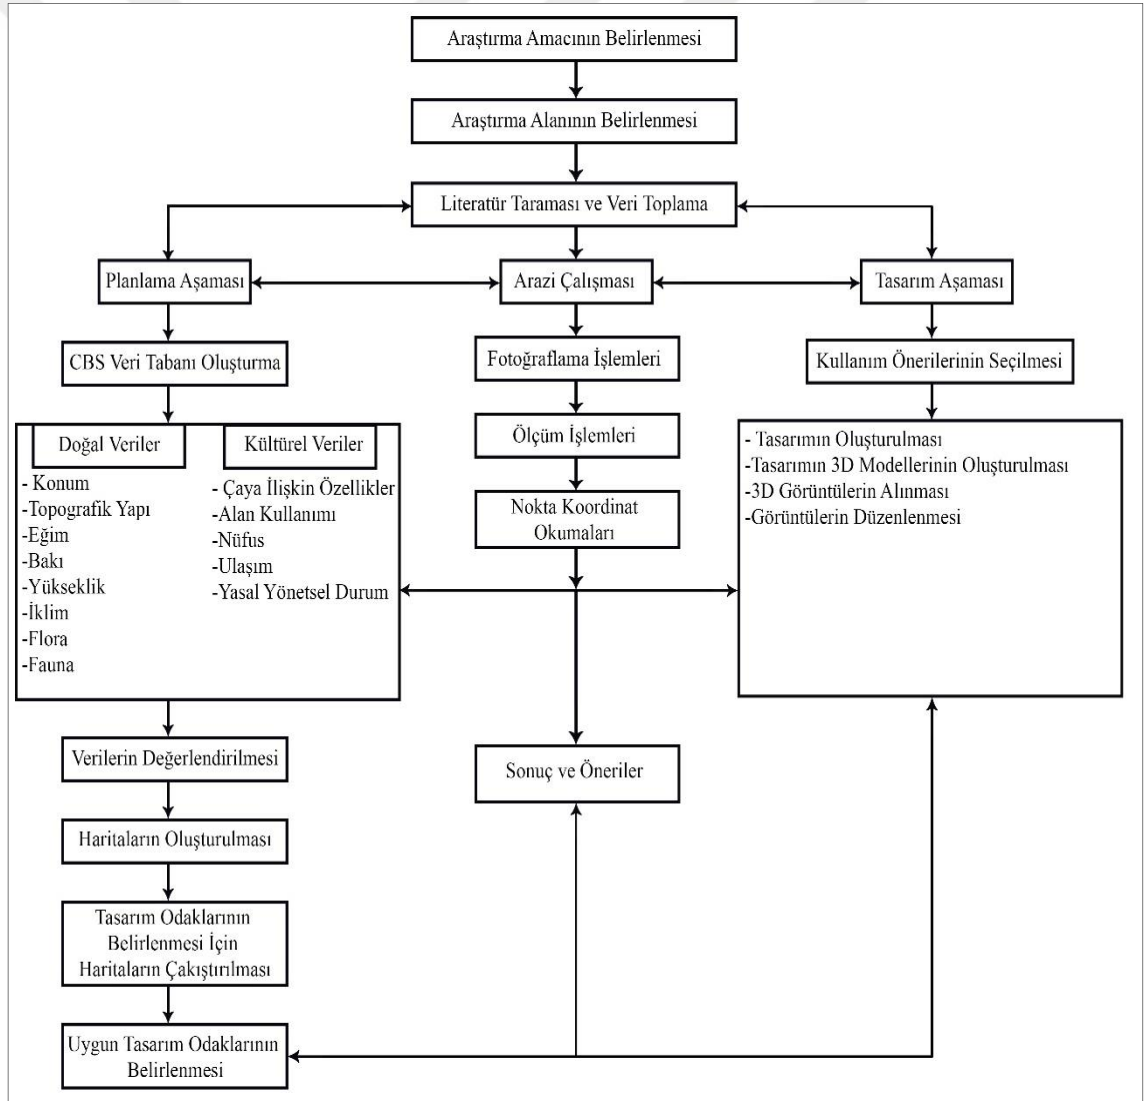 Araştırma Amacının Belirlenmesi
Araştırma Alanının Belirlenmesi
Literatür Taraması ve Veri Toplama
Planlama Aşaması
Arazi Çalışması
Tasarım Aşaması
CBS Veri Tabanı Oluşturma
Fotoğraflama İşlemleri
Kullanım Önerilerinin Seçilmesi
Doğal Veriler
- Konum
-Topografik Yapı
-Eğim
-Bakı
-Yükseklik
-İklim
-Flora
-Fauna
Kültürel Veriler
- Çaya İlişkin Özellikler
-Alan Kullanımı
-Nüfus
-Ulaşım
-Yasal Yönetsel Durum
Ölçüm İşlemleri
Nokta Koordinat
Okumaları
- Tasarımın Oluşturulması
-Tasarımın 3D Modellerinin Oluşturulması
-3D Görüntülerin Alınması
-Görüntülerin Düzenlenmesi
Verilerin Değerlendirilmesi
Sonuç ve Öneriler
Haritaların Oluşturulması
Tasarım Odaklarının
Belirlenmesi İçin
Haritaların Çakıştırılması
Uygun Tasarım Odaklarının
Belirlenmesi